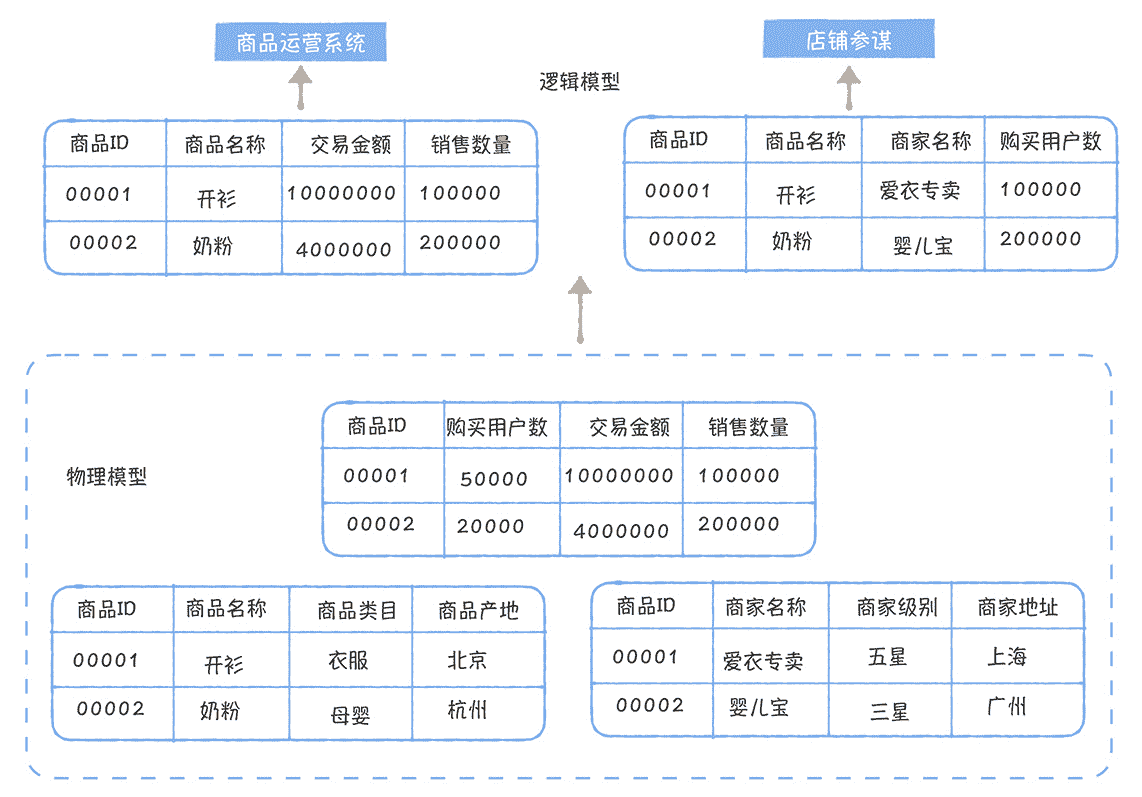 商品运营系统 店铺参谋
逻辑模型
商品ID 商品名称 交易金额 销售数量
00001 开衫 10000000 100000
00002 奶粉 4000000 200000
商品ID 商品名称 商家名称 购买用户数
00001 开衫 爱衣专卖 100000
00002 奶粉 婴儿宝 200000
物理模型
商品ID 购买用户数 交易金额 销售数量
00001 50000 10000000 100000
00002 20000 4000000 200000
商品ID 商品名称 商品类目 商品产地
00001 开衫 衣服 北京
00002 奶粉 母婴 杭州
商品ID 商家名称 商家级别 商家地址
00001 爱衣专卖 五星 上海
00002 婴儿宝 三星 广州